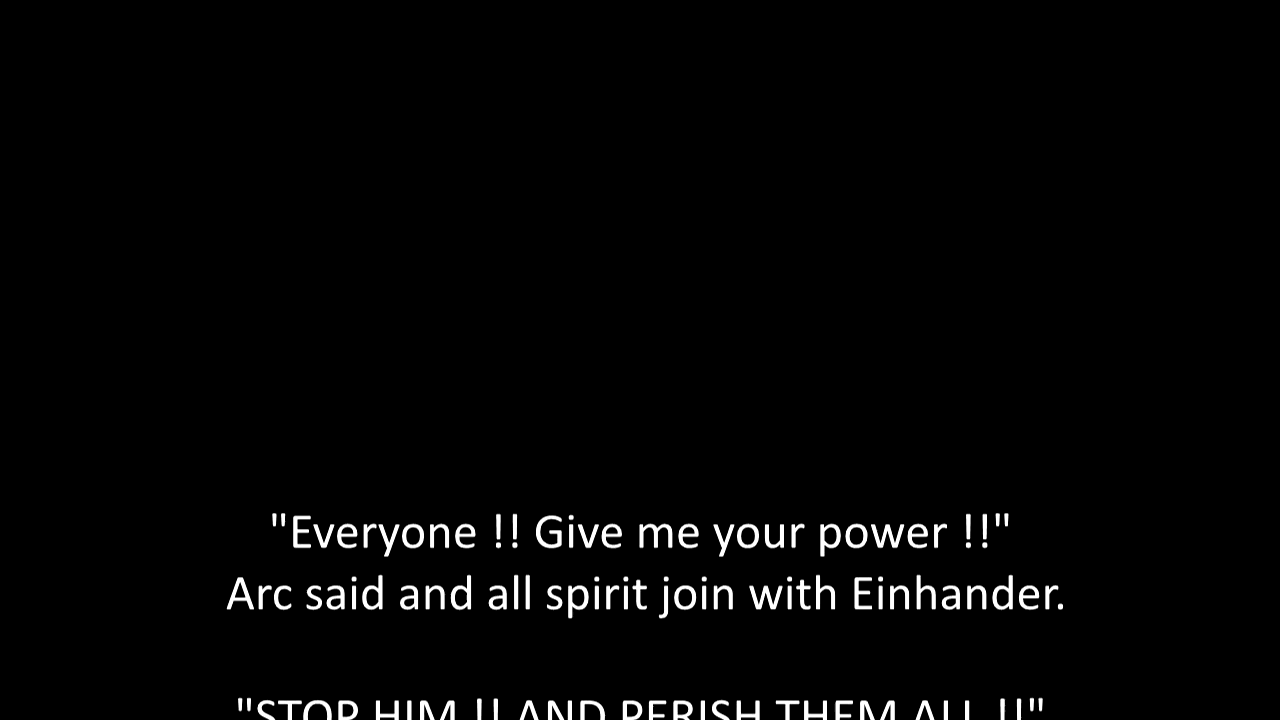 "Everyone !! Give me your power !!"
Arc said and all spirit join with Einhander.
"STOP HIM !! AND PERISH THEM ALL !!"